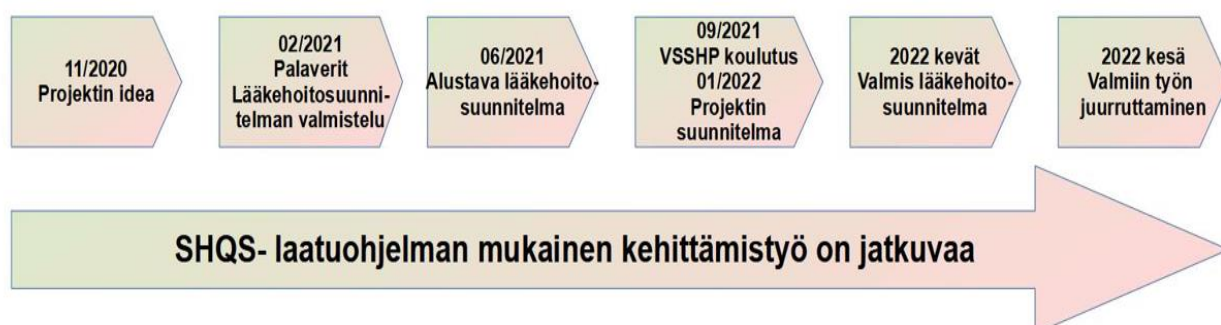 11/2020
Projektin idea
02/2021
Palaverit
Lääkehoitosuunni-
telman valmistelu
06/2021
Alustava lääkehoito-
suunnitelma
09/2021
VSSHP koulutus
01/2022
Projektin
suunnitelma
2022 kevät
Valmis lääkehoito-
suunnitelma
2022 kesä
Valmiin työn
juurruttaminen
SHQS- laatuohjelman mukainen kehittämistyö on jatkuvaa